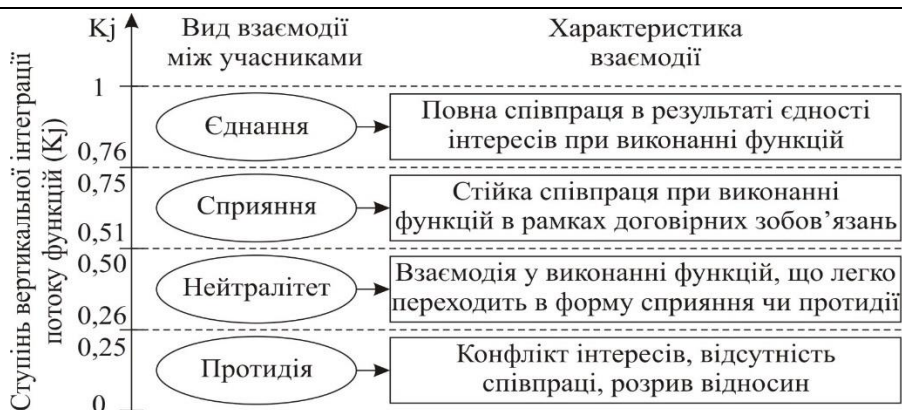 Kj
Вид взаємодії
між учасниками
Характеристика
взаємодії
Ступінь вертикальної інтеграції
потоку функцій (Kj)
1
Єднання
Повна співпраця в результаті єдності
інтересів при виконанні функцій
0,76
0,75
Сприяння
Стійка співпраця при виконанні
функцій в рамках договірних зобов’язань
0,51
0,50
Нейтралітет
Взаємодія у виконанні функцій, що легко
переходить в форму сприяння чи протидії
0,26
0,25
Протидія
Конфлікт інтересів, відсутність
співпраці, розрив відносин
0